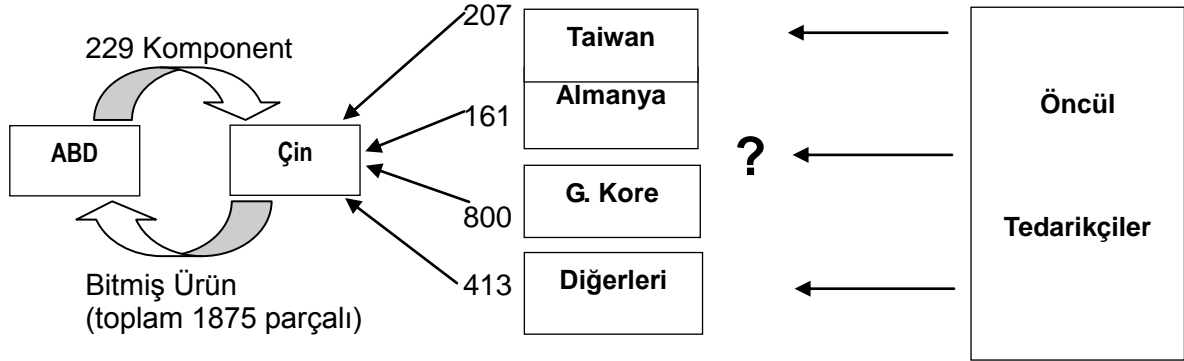 229 Komponent
ABD
Çin
Bitmiş Ürün
(toplam 1875 parçalı)
207
161
800
413
Taiwan
Almanya
G. Kore
Diğerleri
?
Öncül
Tedarikçiler